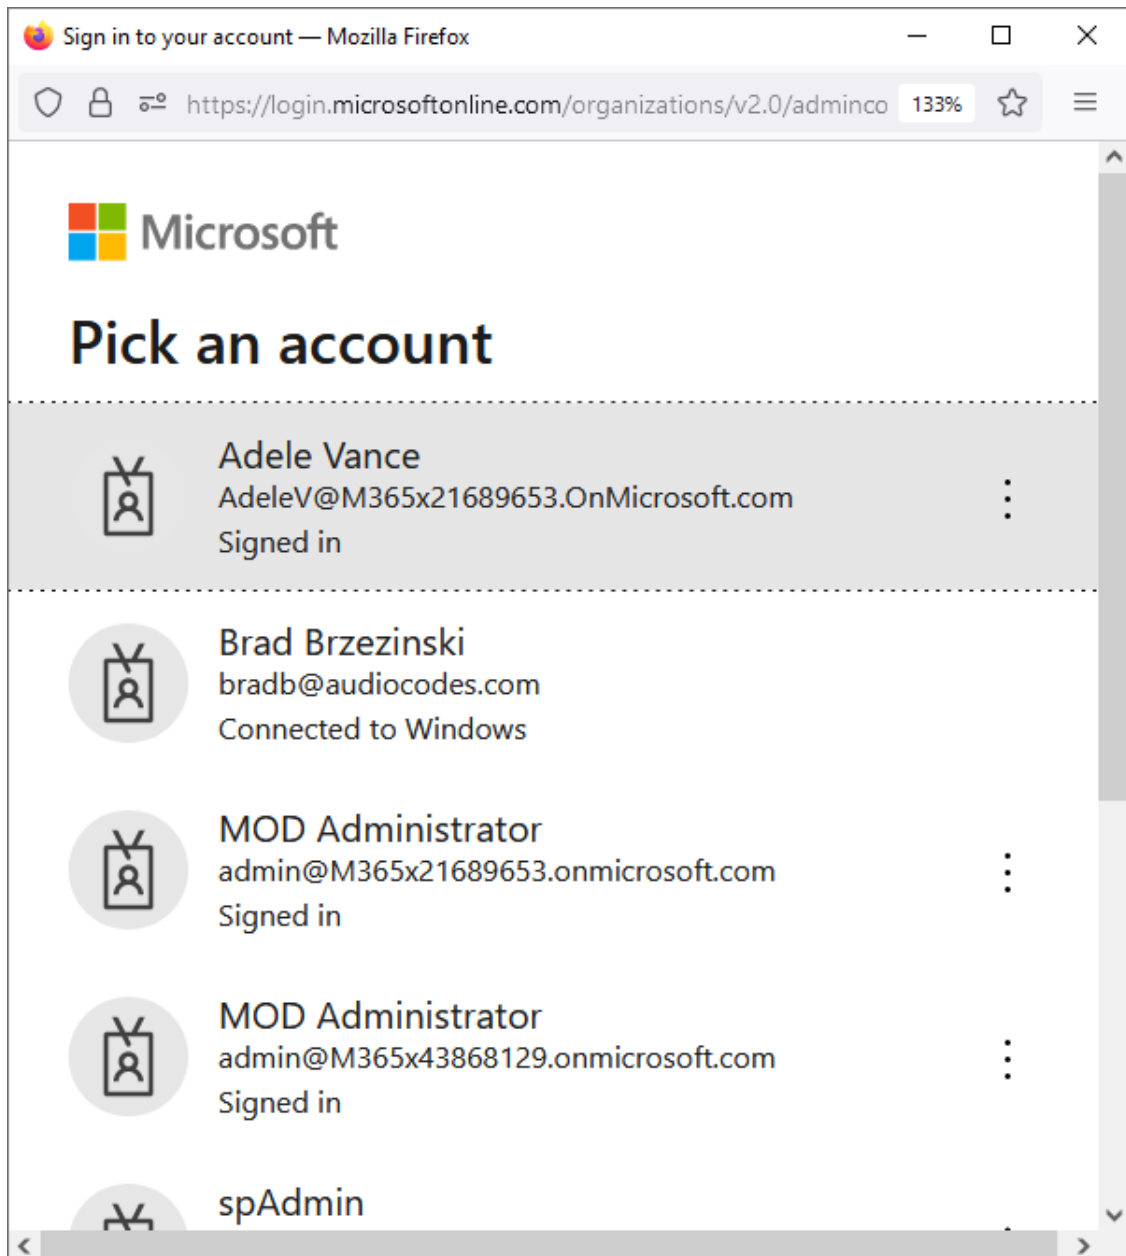 Sign in to your account — Mozilla Firefox
https://login.microsoftonline.com/organizations/v2.0/adminco 133%
Microsoft
Pick an account
Adele Vance
AdeleV@M365x21689653.OnMicrosoft.com
Signed in
Brad Brzezinski
bradb@audiocodes.com
Connected to Windows
MOD Administrator
admin@M365x21689653.onmicrosoft.com
Signed in
MOD Administrator
admin@M365x43868129.onmicrosoft.com
Signed in
spAdmin